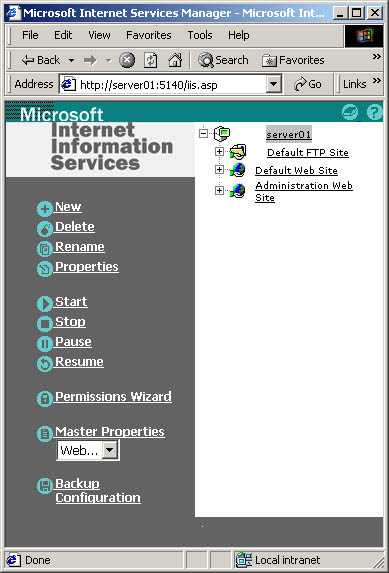 Microsoft Internet Services Manager - Microsoft Int...
File Edit View Favorites Tools Help
Back Search Favorites
Address http://server01:5140/iis.asp Go Links »
Microsoft
Internet
Information
Services
server01
Default FTP Site
Default Web Site
Administration Web
Site
New
Delete
Rename
Properties
Start
Stop
Pause
Resume
Permissions Wizard
Master Properties
Web...
Backup
Configuration
Done Local intranet